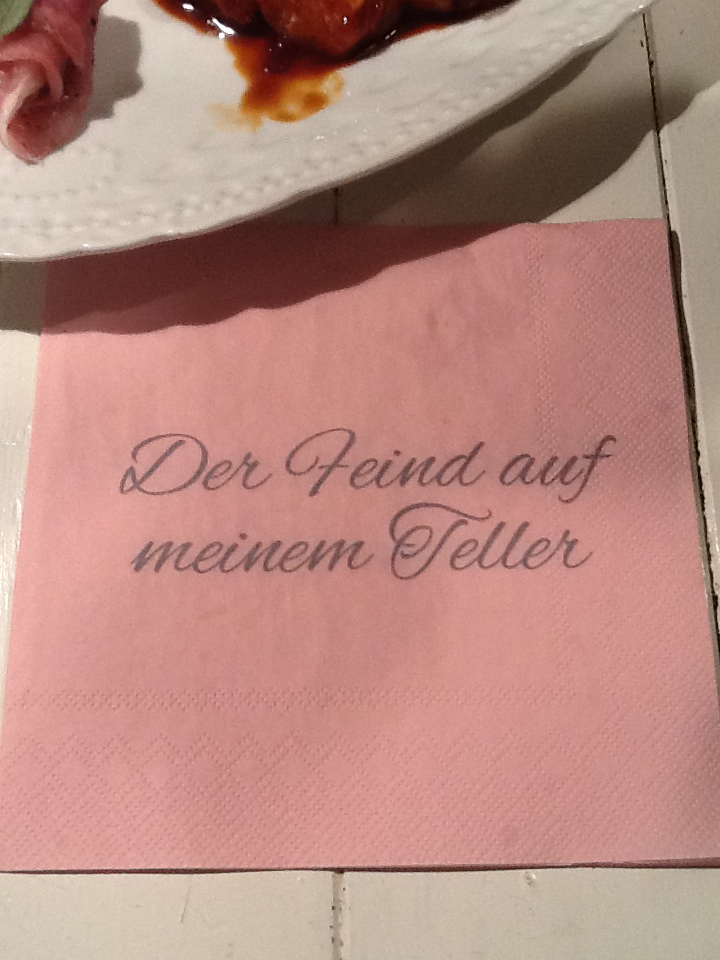 Der Feind auf
meinem Teller